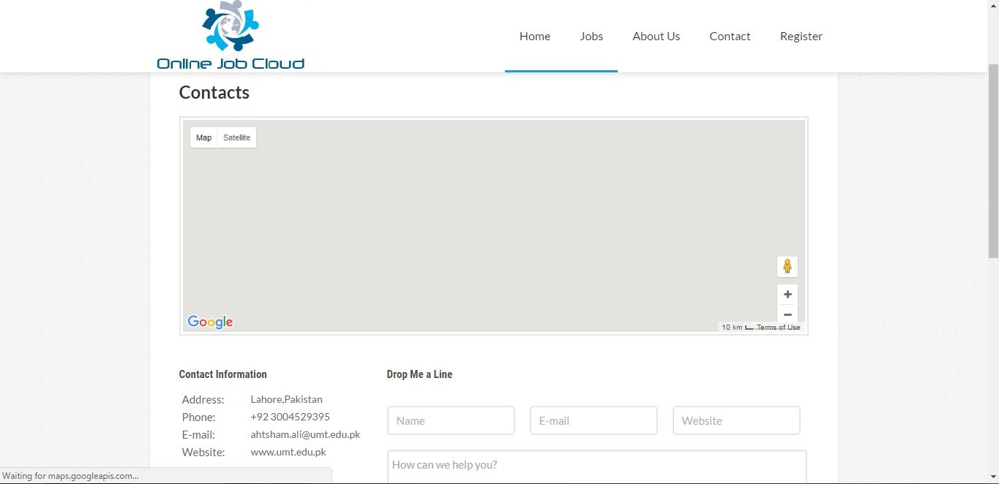 Online Job Cloud
Home Jobs About Us Contact Register
Contacts
Map Satellite
Google
10 km Terms of Use
Contact Information
Address: Lahore,Pakistan
Phone: +92 3004529395
E-mail: ahtsham.ali@umt.edu.pk
Website: www.umt.edu.pk
Drop Me a Line
Name E-mail Website
How can we help you?
Waiting for maps.googleapis.com...